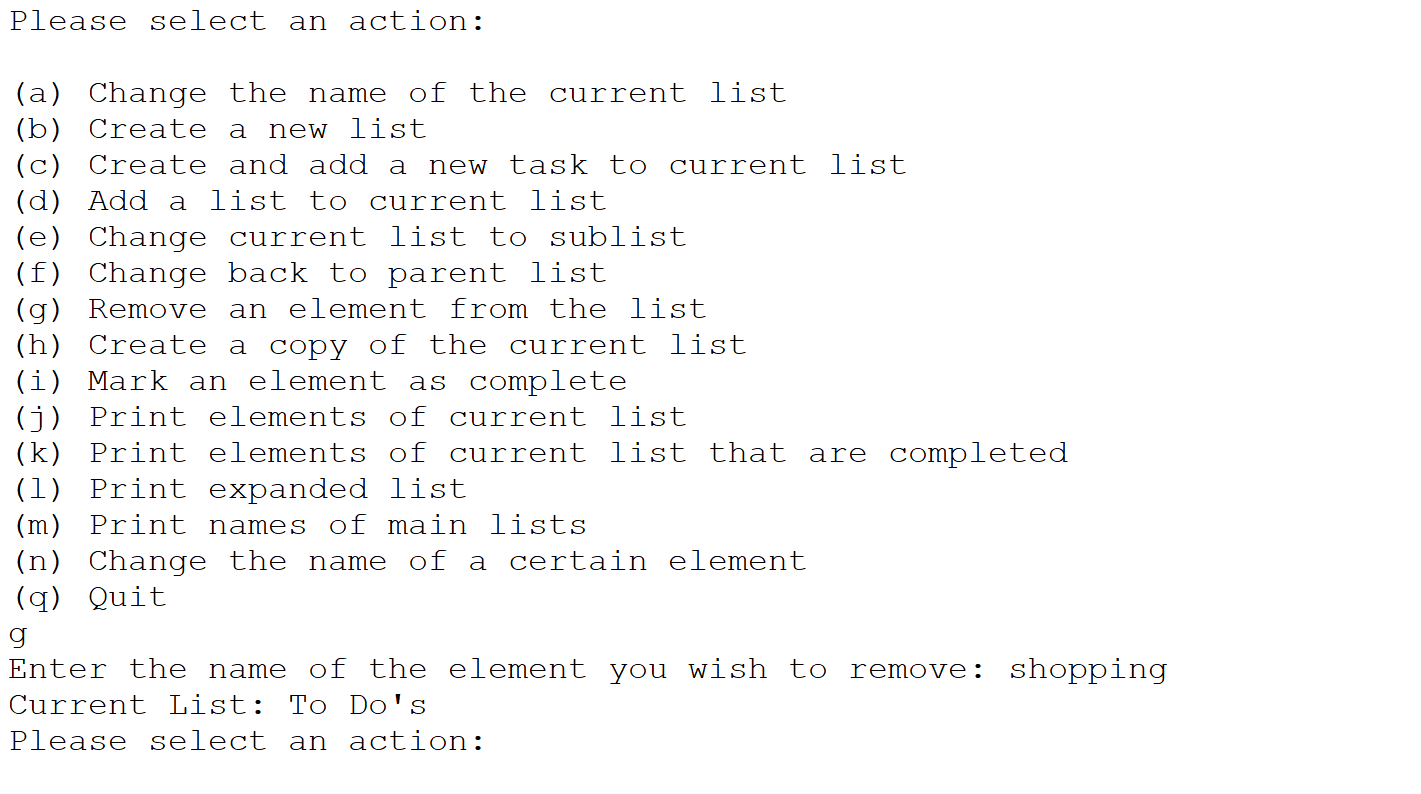 Please select an action:
(a) Change the name of the current list
(b) Create a new list
(c) Create and add a new task to current list
(d) Add a list to current list
(e) Change current list to sublist
(f) Change back to parent list
(g) Remove an element from the list
(h) Create a copy of the current list
(i) Mark an element as complete
(j) Print elements of current list
(k) Print elements of current list that are completed
(l) Print expanded list
(m) Print names of main lists
(n) Change the name of a certain element
(q) Quit
g
Enter the name of the element you wish to remove: shopping
Current List: To Do's
Please select an action: